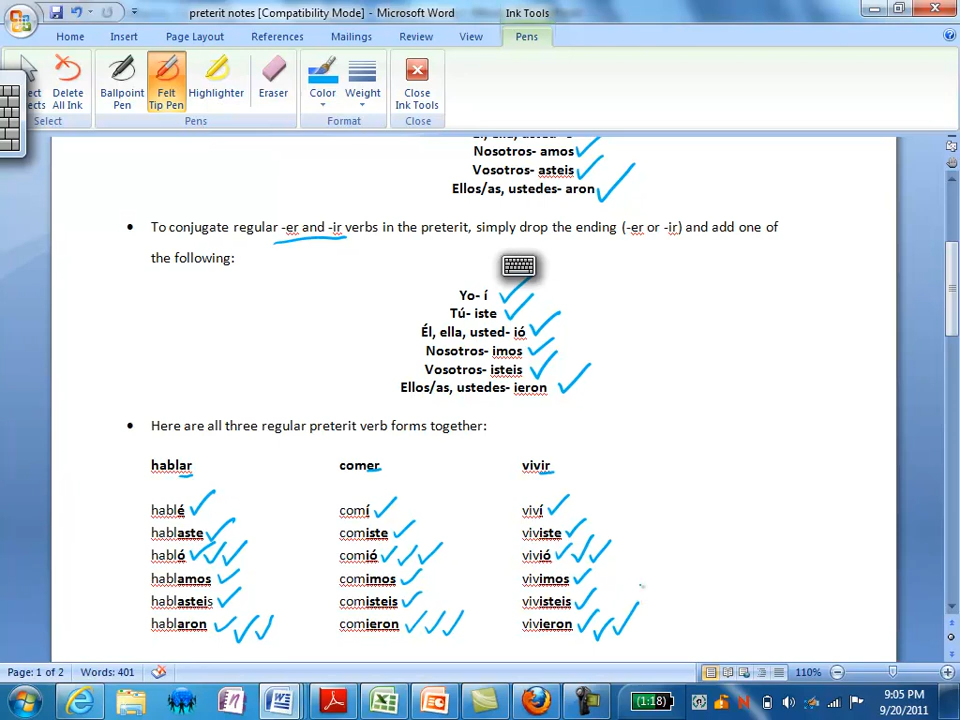 preterit notes [Compatibility Mode] - Microsoft Word
Ink Tools
Home Insert Page Layout References Mailings Review View Pens
Delete All Ink
Ballpoint Pen
Felt Tip Pen
Highlighter
Eraser
Color
Weight
Close Ink Tools
Select
Pens
Format
Close
Nosotros- amos
Vosotros- asteis
Ellos/as, ustedes- aron
• To conjugate regular -er and -ir verbs in the preterit, simply drop the ending (-er or -ir) and add one of
the following:
Yo- í
Tú- iste
Él, ella, usted- ió
Nosotros- imos
Vosotros- isteis
Ellos/as, ustedes- ieron
• Here are all three regular preterit verb forms together:
hablar comer vivir
hablé comí viví
hablaste comiste viviste
habló comió vivió
hablamos comimos vivimos
hablasteis comisteis vivisteis
hablaron comieron vivieron
Page: 1 of 2 Words: 401 110%
(1:18)
9:05 PM
9/20/2011